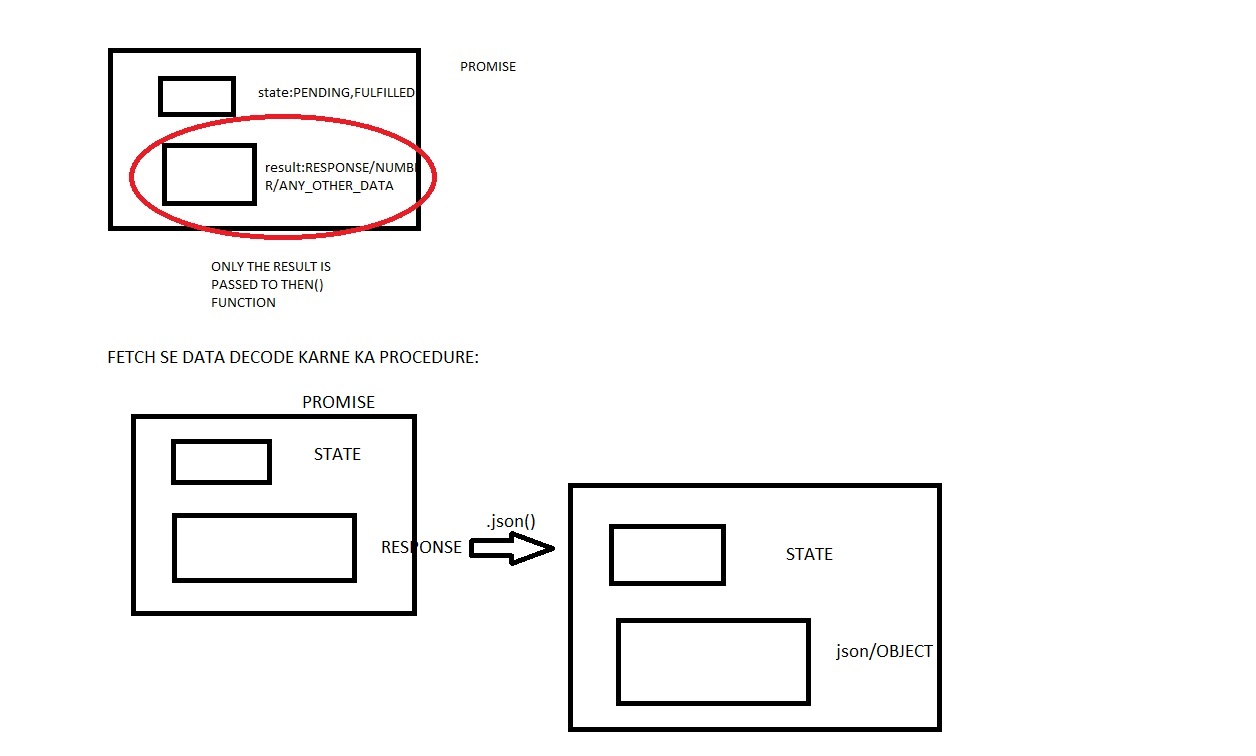 PROMISE
state:PENDING,FULFILLED
result:RESPONSE/NUMBE
R/ANY_OTHER_DATA
ONLY THE RESULT IS
PASSED TO THEN()
FUNCTION
FETCH SE DATA DECODE KARNE KA PROCEDURE:
PROMISE
STATE
RESPONSE
.json()
STATE
json/OBJECT